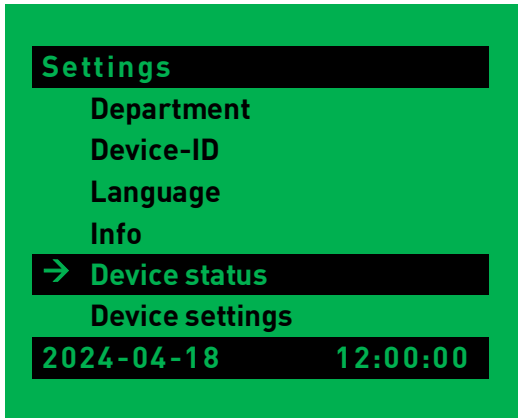 Settings
Department
Device-ID
Language
Info
→ Device status
Device settings
2024-04-18 12:00:00